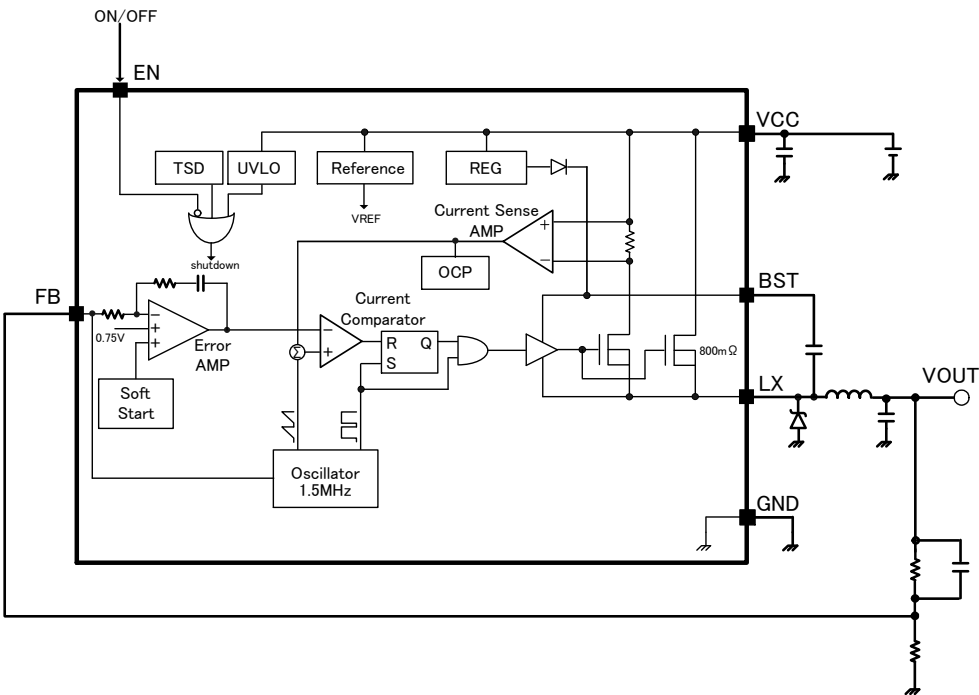 ON/OFF
EN
VCC
TSD
UVLO
Reference
REG
VREF
Current Sense
AMP
+
−
shutdown
OCP
FB
BST
Current
Comparator
−
+
+
0.75V
Error
AMP
−
+
Σ
R
Q
S
800mΩ
Soft
Start
LX
VOUT
Oscillator
1.5MHz
GND